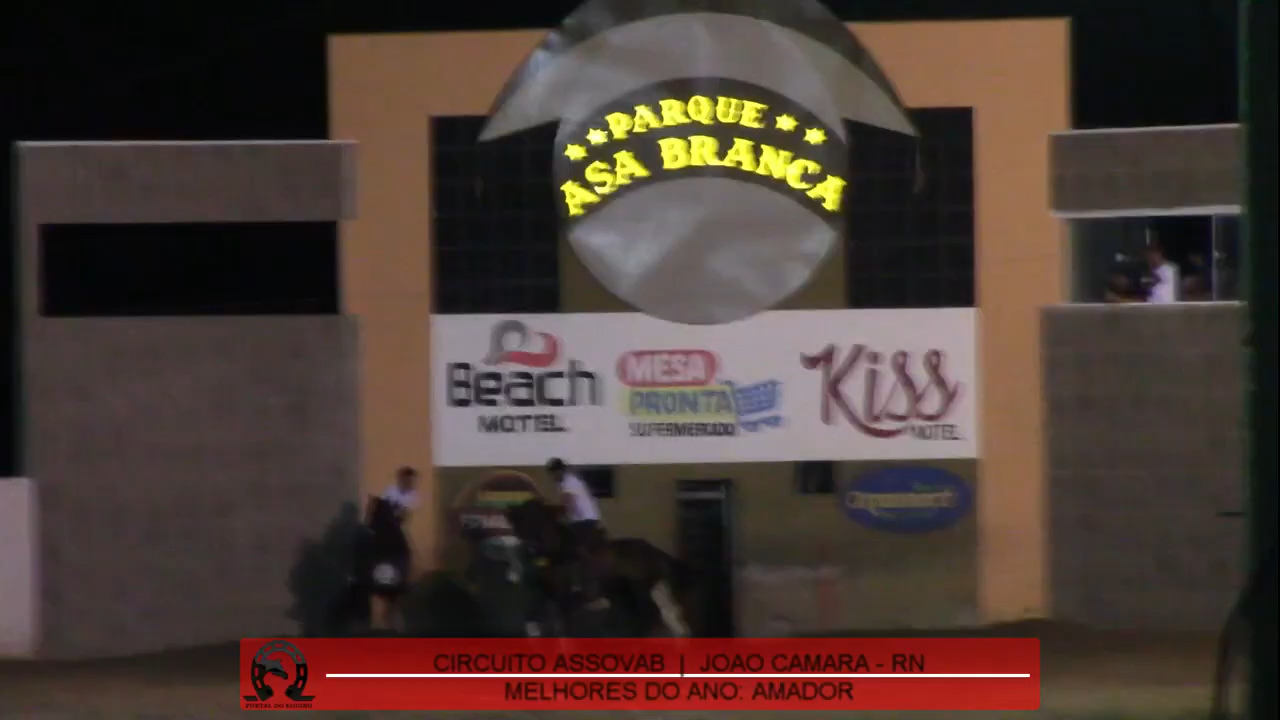 PARQUE
ASA BRANCA
Beach
MOTEL
MESA
PRONTA
SUPERMERCADO
Kiss
MOTEL
CIRCUITO ASSOVAB | JOAO CAMARA - RN
MELHORES DO ANO: AMADOR